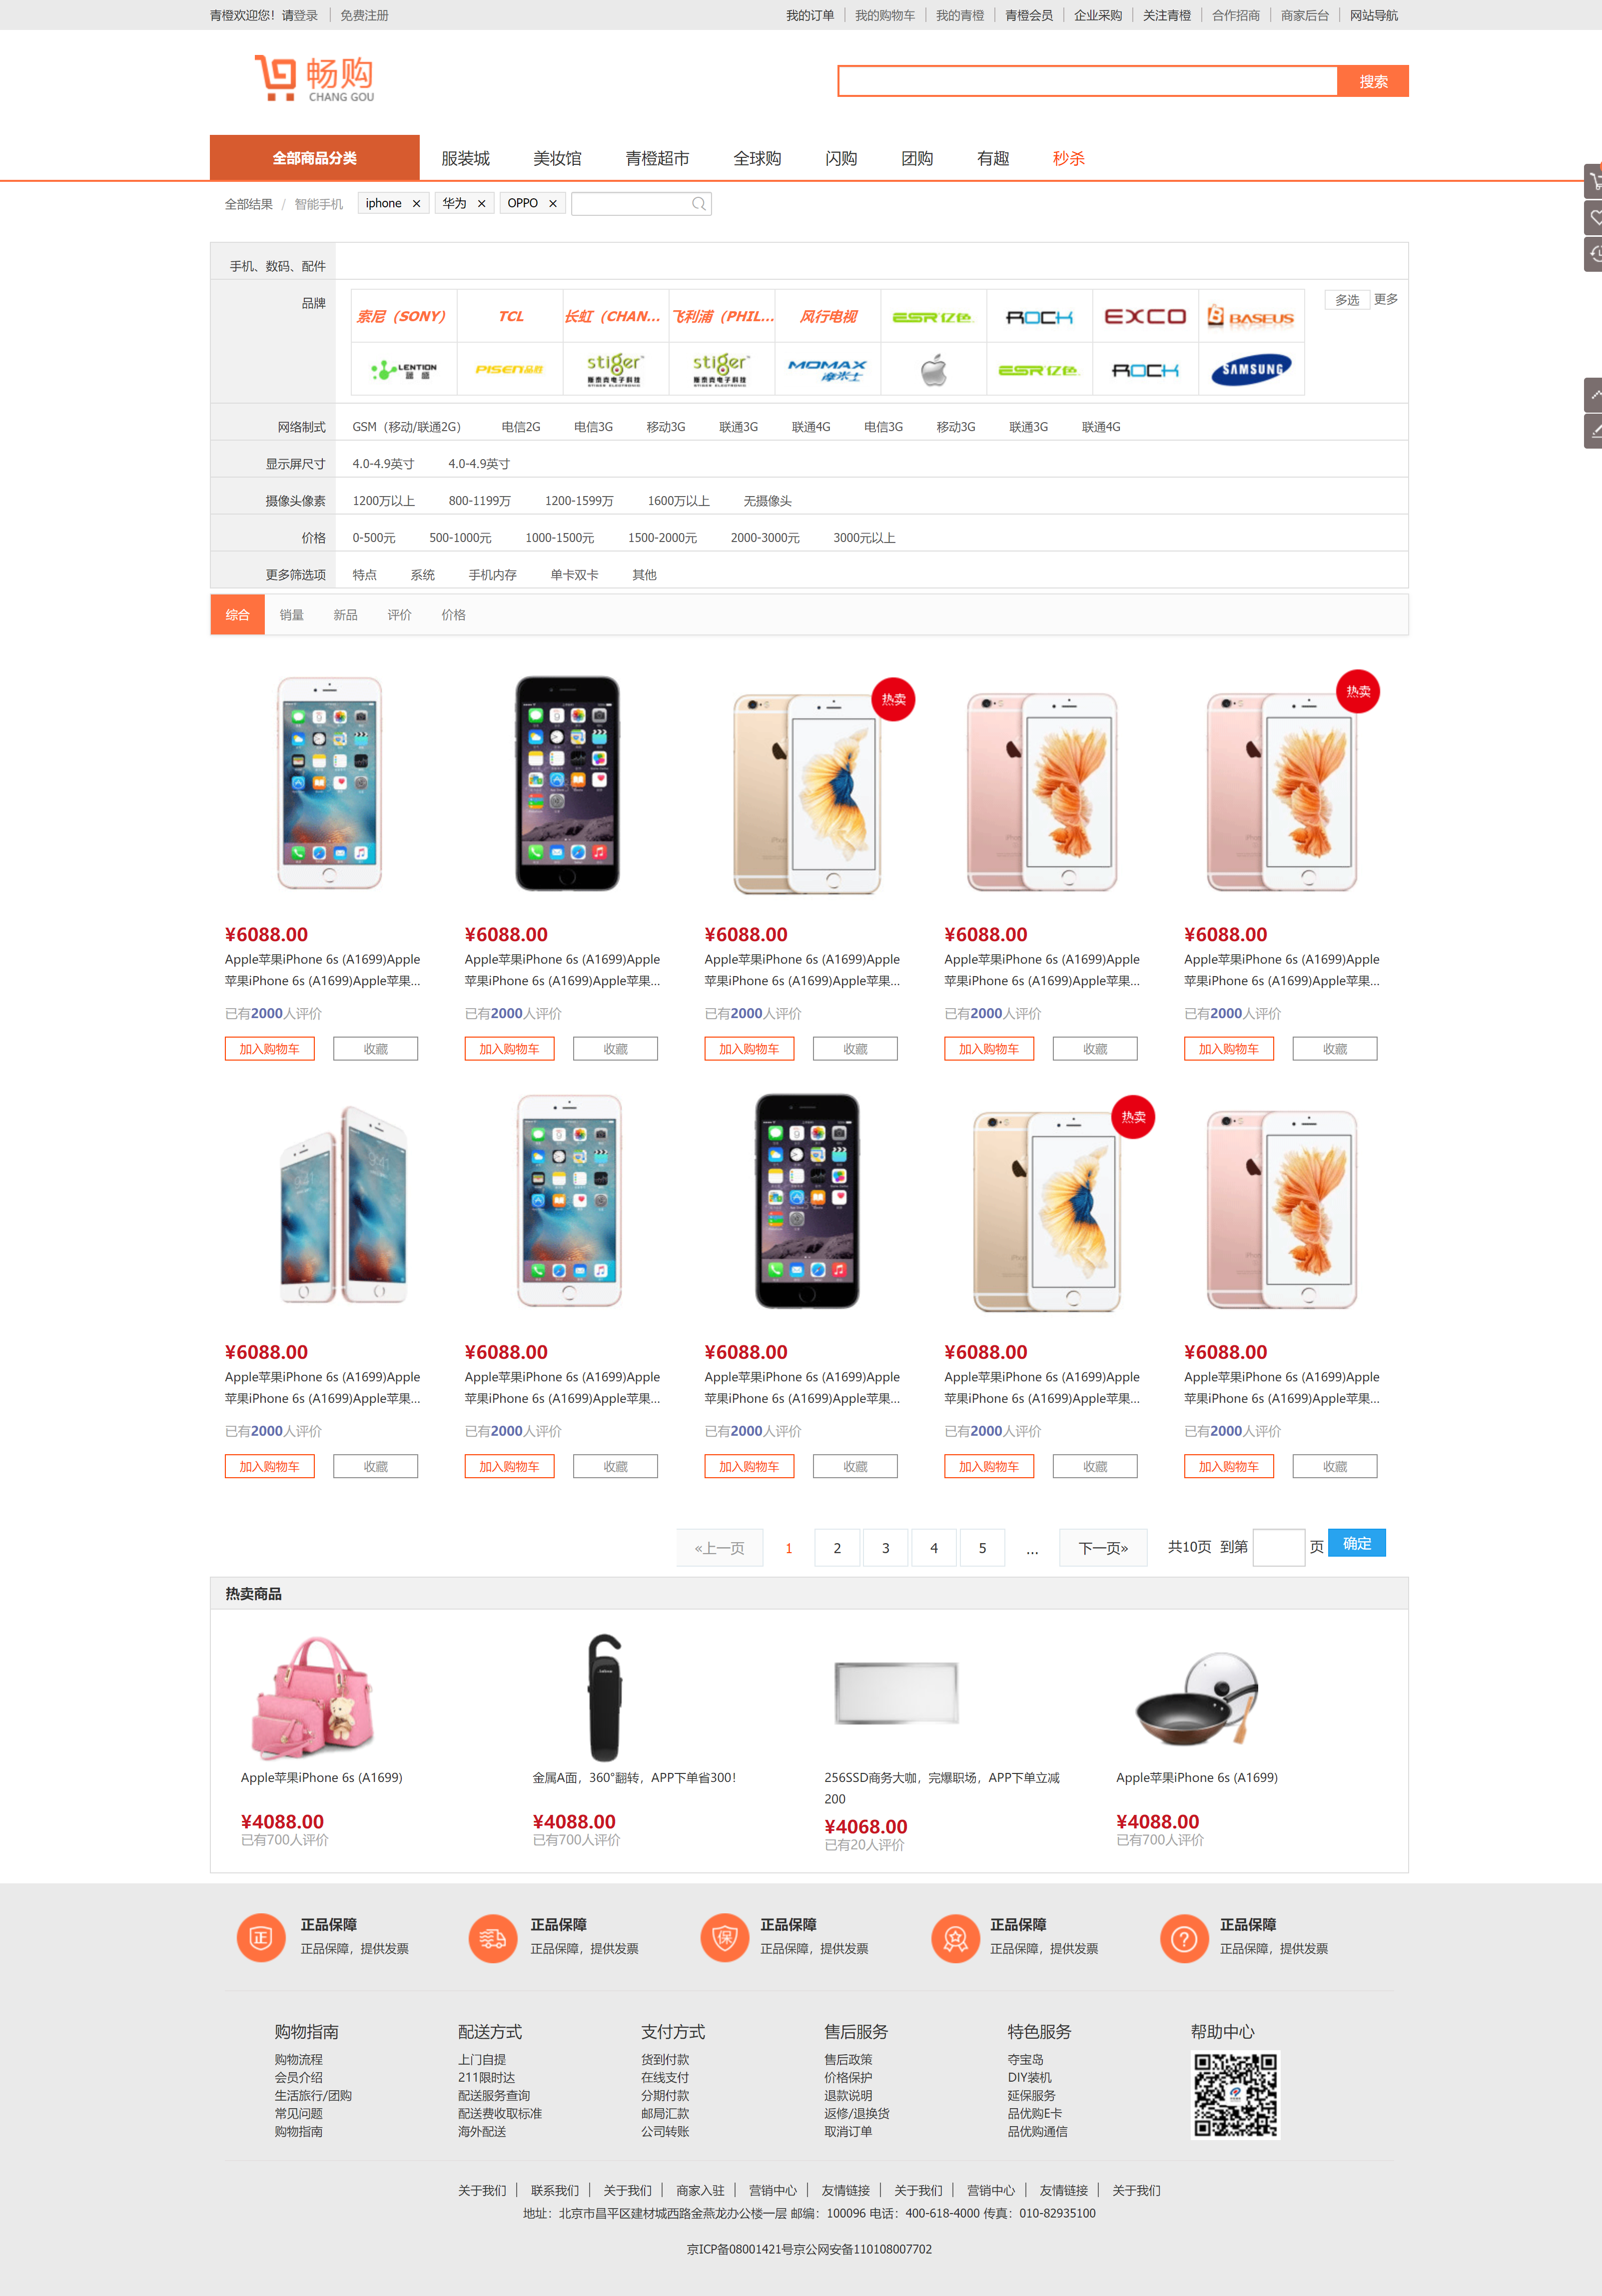 青橙欢迎您！请登录 免费注册 我的订单 我的购物车 我的青橙 青橙会员 企业采购 关注青橙 合作招商 商家后台 网站导航
畅购
CHANG GOU
搜索
全部商品分类 服装城 美妆馆 青橙超市 全球购 闪购 团购 有趣 秒杀
全部结果 / 智能手机 iphone × 华为 × OPPO ×
手机、数码、配件
品牌 索尼（SONY） TCL 长虹（CHAN... 飞利浦（PHIL... 风行电视 ESR亿色 ROCK EXCO BASEUS 多选 更多
LENTION PISEN品胜 stiger MOMAX 摩米士 ESR亿色 ROCK SAMSUNG
网络制式 GSM（移动/联通2G） 电信2G 电信3G 移动3G 联通3G 联通4G 电信3G 移动3G 联通3G 联通4G
显示屏尺寸 4.0-4.9英寸 4.0-4.9英寸
摄像头像素 1200万以上 800-1199万 1200-1599万 1600万以上 无摄像头
价格 0-500元 500-1000元 1000-1500元 1500-2000元 2000-3000元 3000元以上
更多筛选项 特点 系统 手机内存 单卡双卡 其他
综合 销量 新品 评价 价格
热卖 热卖
¥6088.00 ¥6088.00 ¥6088.00 ¥6088.00 ¥6088.00
Apple苹果iPhone 6s (A1699)Apple Apple苹果iPhone 6s (A1699)Apple Apple苹果iPhone 6s (A1699)Apple Apple苹果iPhone 6s (A1699)Apple Apple苹果iPhone 6s (A1699)Apple
苹果iPhone 6s (A1699)Apple苹果... 苹果iPhone 6s (A1699)Apple苹果... 苹果iPhone 6s (A1699)Apple苹果... 苹果iPhone 6s (A1699)Apple苹果... 苹果iPhone 6s (A1699)Apple苹果...
已有2000人评价 已有2000人评价 已有2000人评价 已有2000人评价 已有2000人评价
加入购物车 收藏 加入购物车 收藏 加入购物车 收藏 加入购物车 收藏 加入购物车 收藏
热卖
¥6088.00 ¥6088.00 ¥6088.00 ¥6088.00 ¥6088.00
Apple苹果iPhone 6s (A1699)Apple Apple苹果iPhone 6s (A1699)Apple Apple苹果iPhone 6s (A1699)Apple Apple苹果iPhone 6s (A1699)Apple Apple苹果iPhone 6s (A1699)Apple
苹果iPhone 6s (A1699)Apple苹果... 苹果iPhone 6s (A1699)Apple苹果... 苹果iPhone 6s (A1699)Apple苹果... 苹果iPhone 6s (A1699)Apple苹果... 苹果iPhone 6s (A1699)Apple苹果...
已有2000人评价 已有2000人评价 已有2000人评价 已有2000人评价 已有2000人评价
加入购物车 收藏 加入购物车 收藏 加入购物车 收藏 加入购物车 收藏 加入购物车 收藏
«上一页 1 2 3 4 5 ... 下一页» 共10页 到第 页 确定
热卖商品
Apple苹果iPhone 6s (A1699) 金属A面，360°翻转，APP下单省300！ 256SSD商务大咖，完爆职场，APP下单立减 Apple苹果iPhone 6s (A1699)
200
¥4088.00 ¥4088.00 ¥4068.00 ¥4088.00
已有700人评价 已有700人评价 已有20人评价 已有700人评价
正 正品保障 正品保障 保 正品保障 正品保障 ? 正品保障
正品保障，提供发票 正品保障，提供发票 正品保障，提供发票 正品保障，提供发票 正品保障，提供发票
购物指南 配送方式 支付方式 售后服务 特色服务 帮助中心
购物流程 上门自提 货到付款 售后政策 夺宝岛
会员介绍 211限时达 在线支付 价格保护 DIY装机
生活旅行/团购 配送服务查询 分期付款 退款说明 延保服务
常见问题 配送费收取标准 邮局汇款 返修/退换货 品优购E卡
购物指南 海外配送 公司转账 取消订单 品优购通信
关于我们 联系我们 关于我们 商家入驻 营销中心 友情链接 关于我们 营销中心 友情链接 关于我们
地址：北京市昌平区建材城西路金燕龙办公楼一层 邮编：100096 电话：400-618-4000 传真：010-82935100
京ICP备08001421号京公网安备110108007702